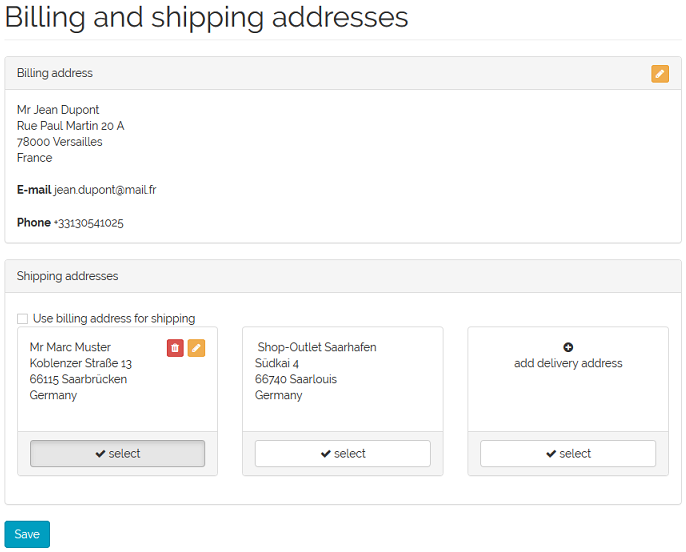 Billing and shipping addresses
Billing address
Mr Jean Dupont
Rue Paul Martin 20 A
78000 Versailles
France
E-mail jean.dupont@mail.fr
Phone +33130541025
Shipping addresses
Use billing address for shipping
Mr Marc Muster
Koblenzer Straße 13
66115 Saarbrücken
Germany
select
Shop-Outlet Saarhafen
Südkai 4
66740 Saarlouis
Germany
select
add delivery address
select
Save